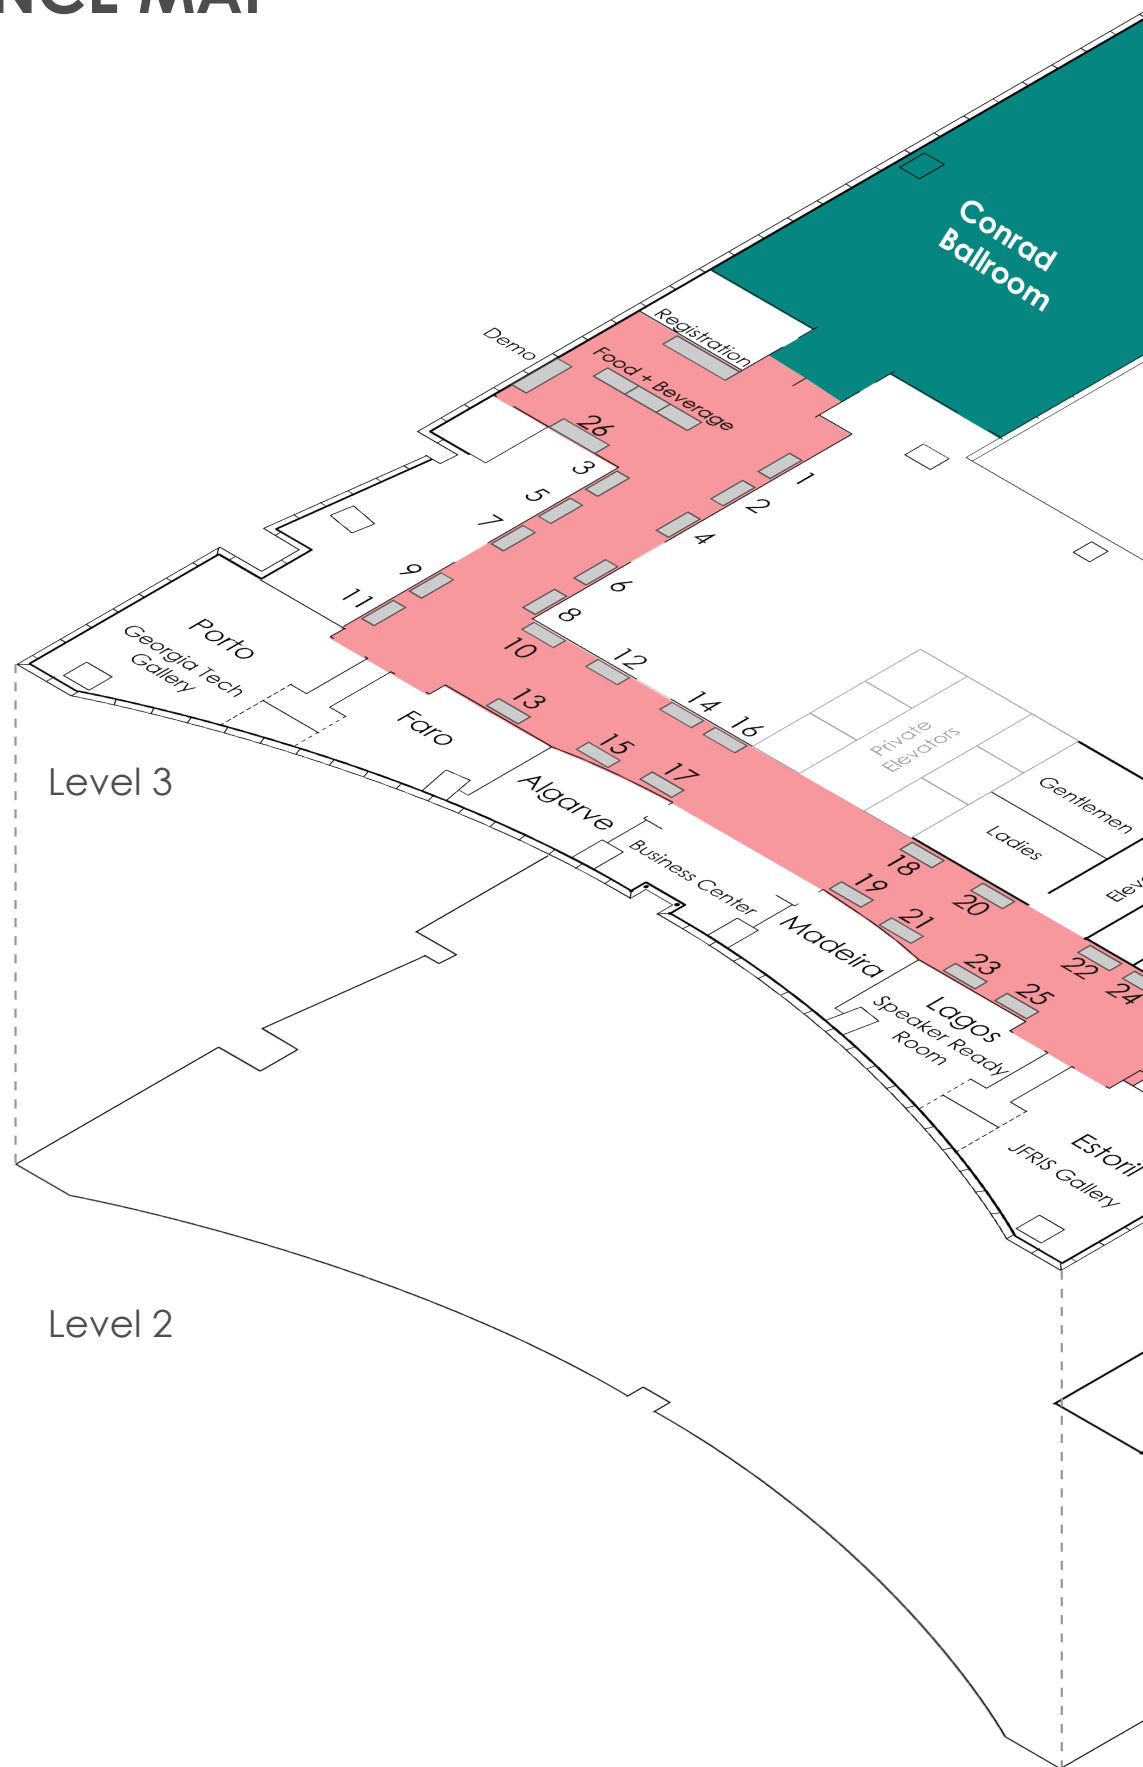 Conrad
Ballroom
Registration
Demo
Food + Beverage
26
3
1
5
2
7
4
9
6
11
8
10
12
Porto
Georgia Tech
Gallery
13
14
16
Faro
15
17
Private
Elevators
Level 3
Algarve
Gentlemen
Ladies
Business Center
18
19
20
21
Madeira
22
23
24
25
Lagos
Speaker Ready
Room
Estoril
JFRIS Gallery
Level 2